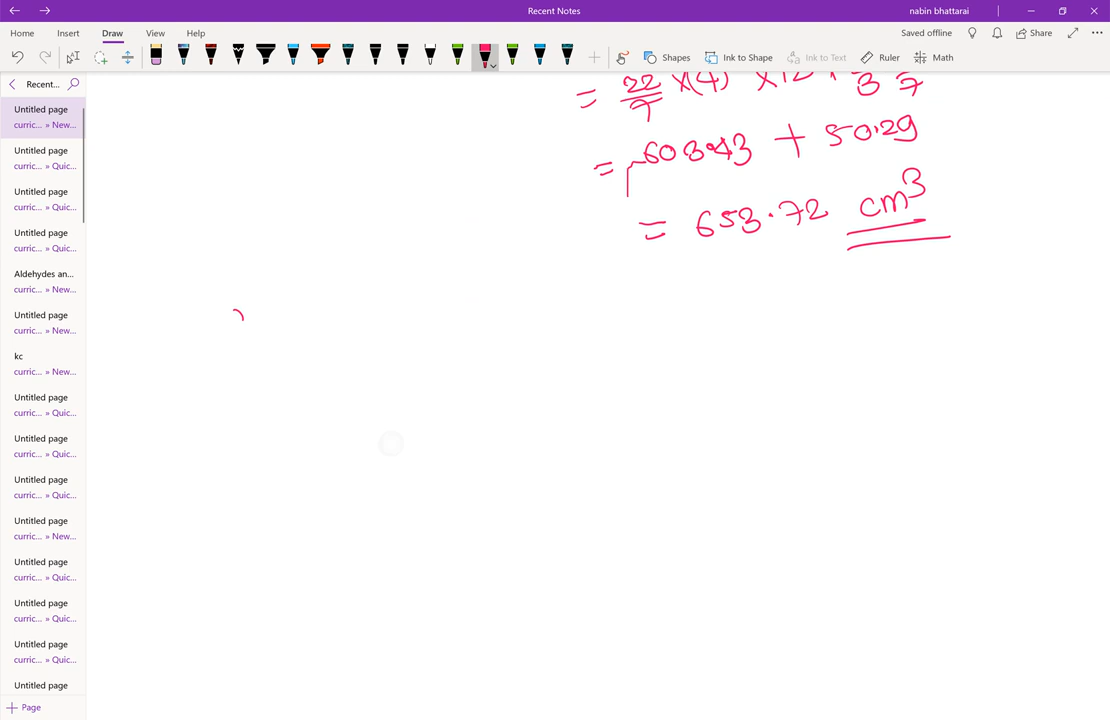 Recent Notes
nabin bhattarai
Home Insert Draw View Help
Saved offline Share
Shapes Ink to Shape Ink to Text Ruler Math
Recent...
Untitled page
curric... » New...
Untitled page
curric... » Quic...
Untitled page
curric... » Quic...
Untitled page
curric... » Quic...
Aldehydes an...
curric... » New...
Untitled page
curric... » New...
kc
curric... » New...
Untitled page
curric... » Quic...
Untitled page
curric... » Quic...
Untitled page
curric... » Quic...
Untitled page
curric... » New...
Untitled page
curric... » Quic...
Untitled page
curric... » Quic...
Untitled page
curric... » Quic...
Untitled page
+ Page
= 22/7 ×(4) ×12
= 603.43 + 50.29
= 653.72 cm³